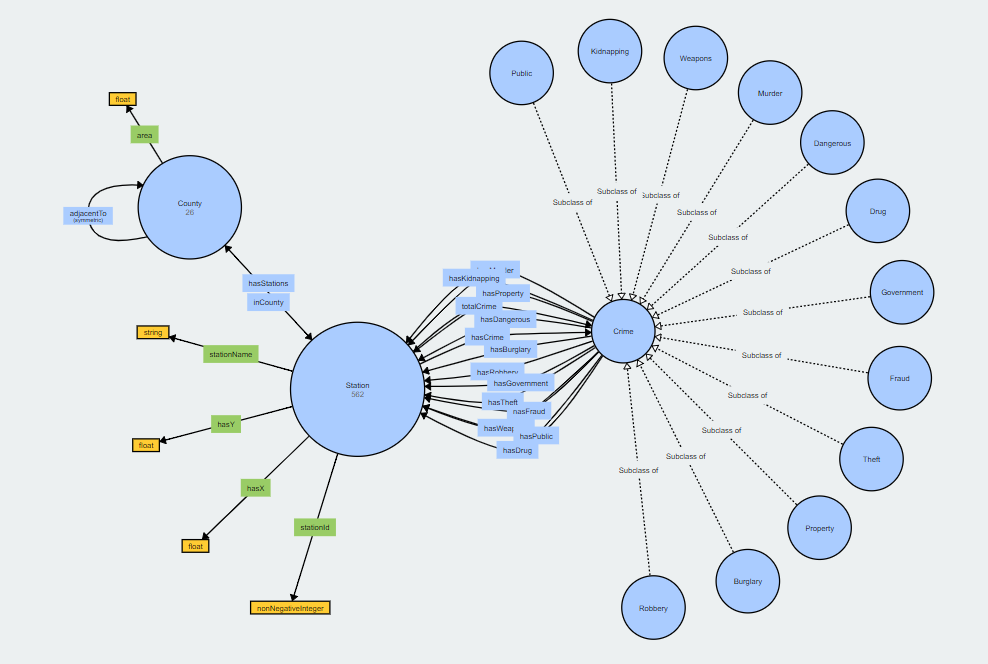 Kidnapping
Weapons
Public
Murder
float
area
Dangerous
County
26
adjacentTo
(symmetric)
Subclass of
Subclass of
Subclass of
Subclass of
Subclass of
Drug
Subclass of
hasKidnapping
hasStations
inCounty
hasProperty
totalCrime
hasDangerous
Subclass of
Government
string
stationName
hasCrime
hasBurglary
Crime
Subclass of
Station
562
hasRobbery
hasGovernment
Fraud
hasTheft
hasFraud
Subclass of
hasY
float
hasPublic
hasDrug
Subclass of
Subclass of
Subclass of
Theft
hasX
float
stationId
Property
Burglary
nonNegativeInteger
Robbery